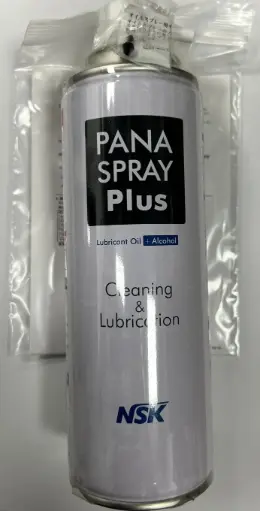 PANA
SPRAY
Plus
Lubricant Oil + Alcohol
Cleaning
&
Lubrication
NSK